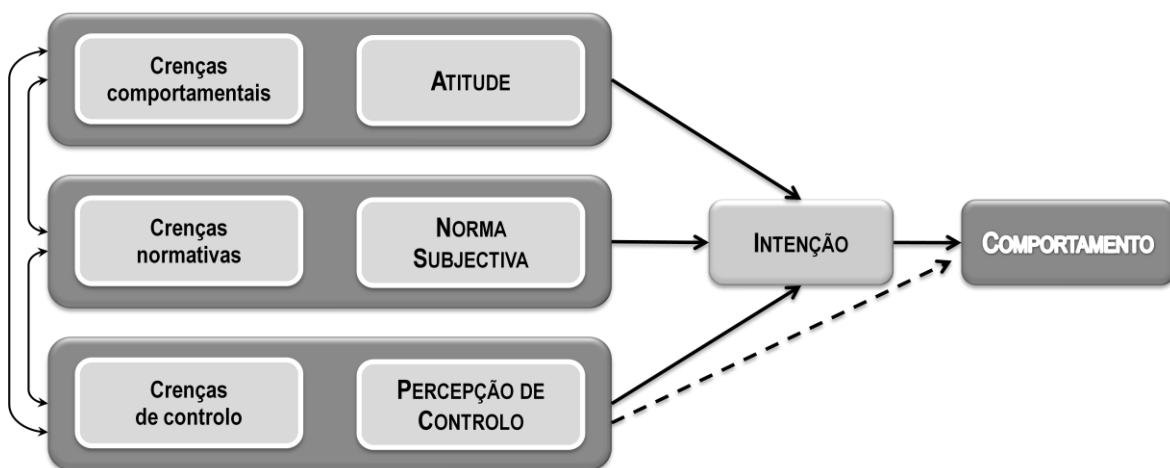 Crenças
comportamentais
ATITUDE
Crenças
normativas
NORMA
SUBJECTIVA
INTENÇÃO
COMPORTAMENTO
Crenças
de controlo
PERCEPÇÃO DE
CONTROLO